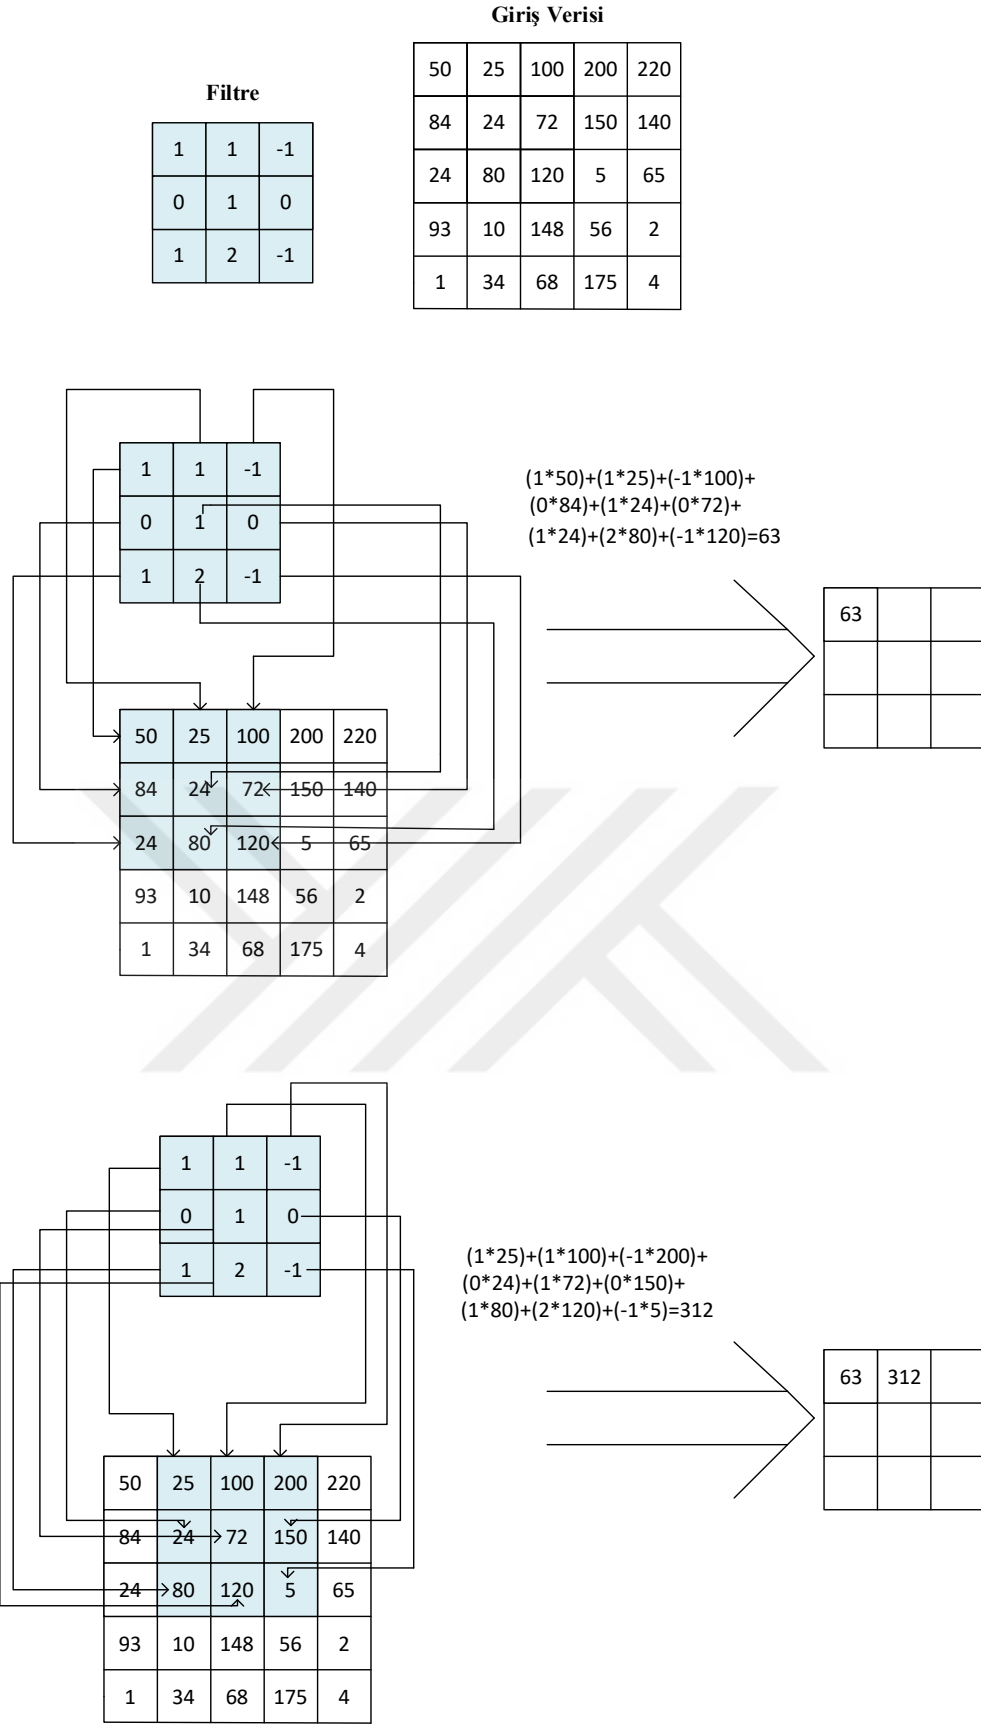 Giriş Verisi
Filtre
50 25 100 200 220
84 24 72 150 140
24 80 120 5 65
93 10 148 56 2
1 34 68 175 4
1 1 -1
0 1 0
1 2 -1
1 1 -1
0 1 0
1 2 -1
(1*50)+(1*25)+(-1*100)+
(0*84)+(1*24)+(0*72)+
(1*24)+(2*80)+(-1*120)=63
63
50 25 100 200 220
84 24 72 150 140
24 80 120 5 65
93 10 148 56 2
1 34 68 175 4
1 1 -1
0 1 0
1 2 -1
(1*25)+(1*100)+(-1*200)+
(0*24)+(1*72)+(0*150)+
(1*80)+(2*120)+(-1*5)=312
63 312
50 25 100 200 220
84 24 72 150 140
24 80 120 5 65
93 10 148 56 2
1 34 68 175 4